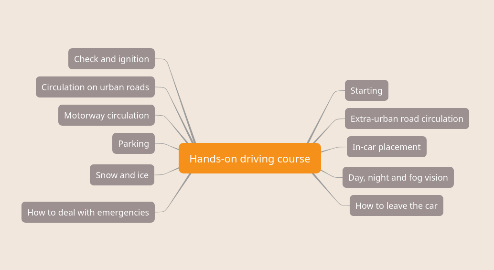 Check and ignition
Circulation on urban roads
Motorway circulation
Parking
Snow and ice
How to deal with emergencies
Hands-on driving course
Starting
Extra-urban road circulation
In-car placement
Day, night and fog vision
How to leave the car